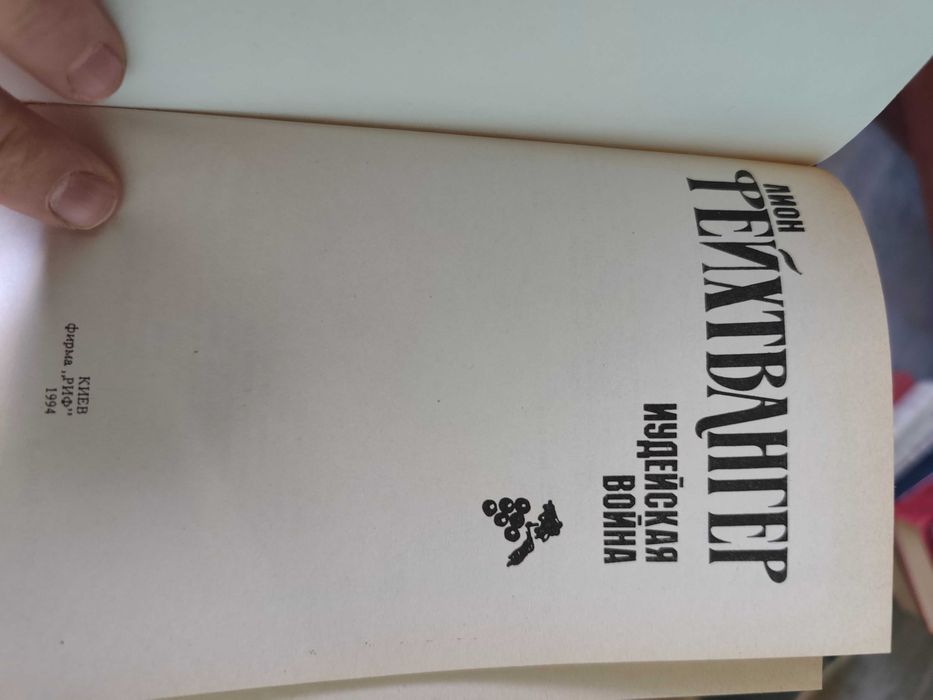 ЛИОН
ФЕЙХТВАНГЕР
ИУДЕЙСКАЯ
ВОЙНА
КИЕВ
Фирма „РИФ”
1994